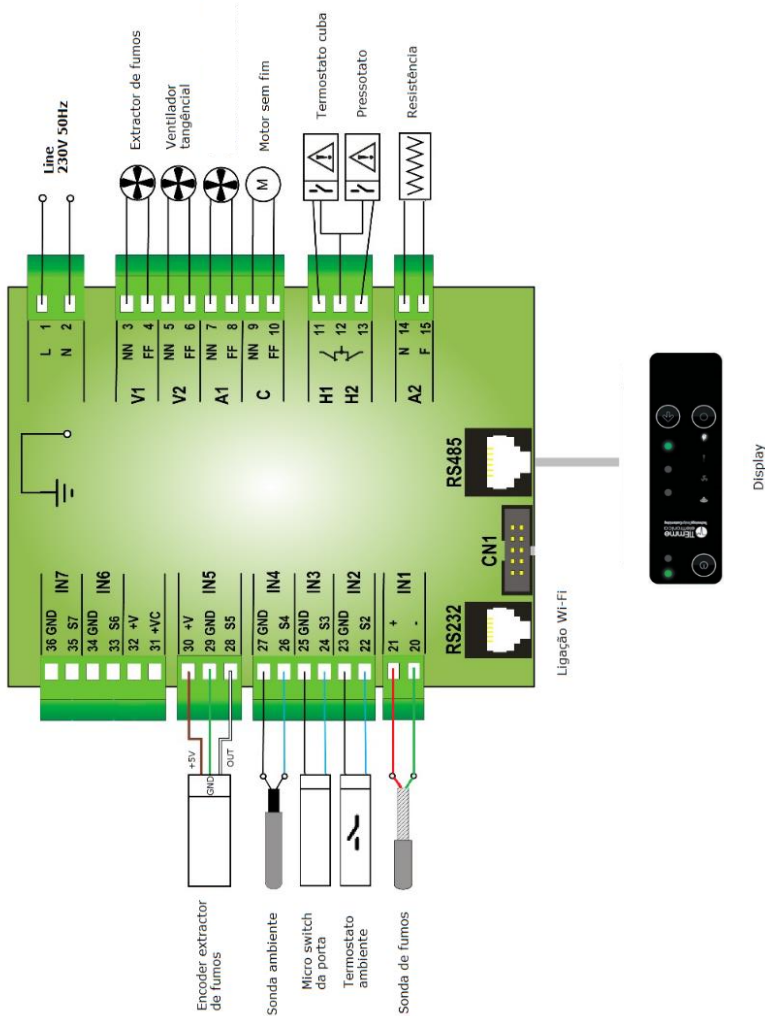 Line
230V 50Hz
Extractor de fumos
Ventilador
tangêncial
Motor sem fim
Termostato cuba
Pressotato
Resistência
M
L 1
N 2
V1
NN 3
FF 4
V2
NN 5
FF 6
A1
NN 7
FF 8
C
NN 9
FF 10
H1
H2
11
12
13
A2
N 14
F 15
IN7
36 GND
35 S7
IN6
34 GND
33 S6
32 +V
31 +VC
IN5
30 +V
29 GND
28 S5
IN4
27 GND
26 S4
IN3
25 GND
24 S3
IN2
23 GND
22 S2
IN1
21 +
20 -
+5V
GND
OUT
Encoder extractor
de fumos
Sonda ambiente
Micro switch
da porta
Termostato
ambiente
Sonda de fumos
RS232
CN1
RS485
Ligação Wi-Fi
TiEmme
elettronica
Display